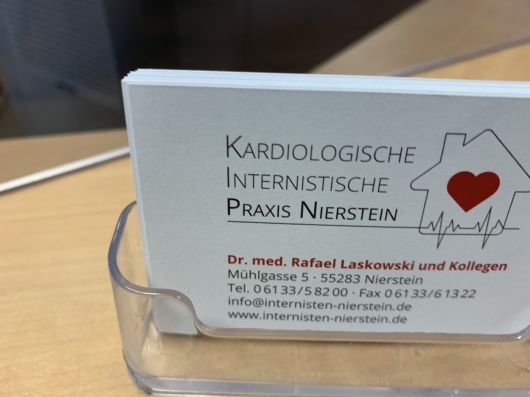 KARDIOLOGISCHE
INTERNISTISCHE
PRAXIS NIERSTEIN
Dr. med. Rafael Laskowski und Kollegen
Mühlgasse 5 · 55283 Nierstein
Tel. 0 61 33/5 82 00 · Fax 0 61 33/6 13 22
info@internisten-nierstein.de
www.internisten-nierstein.de